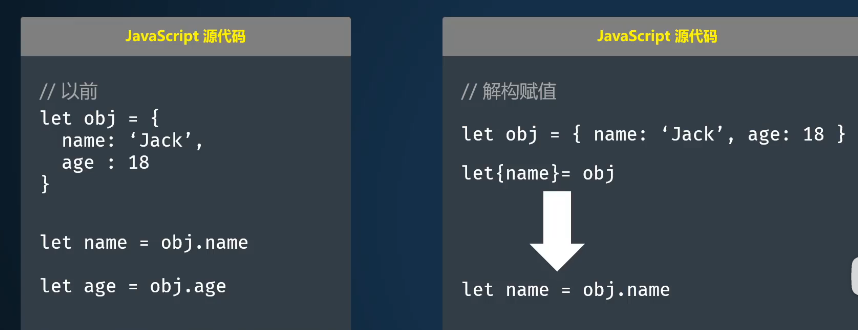 JavaScript 源代码
// 以前
let obj = {
  name: ‘Jack’,
  age : 18
}
let name = obj.name
let age = obj.age
JavaScript 源代码
// 解构赋值
let obj = { name: ‘Jack’, age: 18 }
let{name}= obj
let name = obj.name